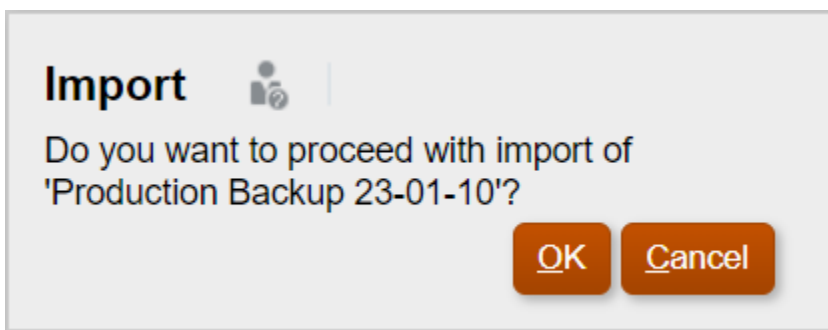 Import
Do you want to proceed with import of
'Production Backup 23-01-10'?
OK Cancel